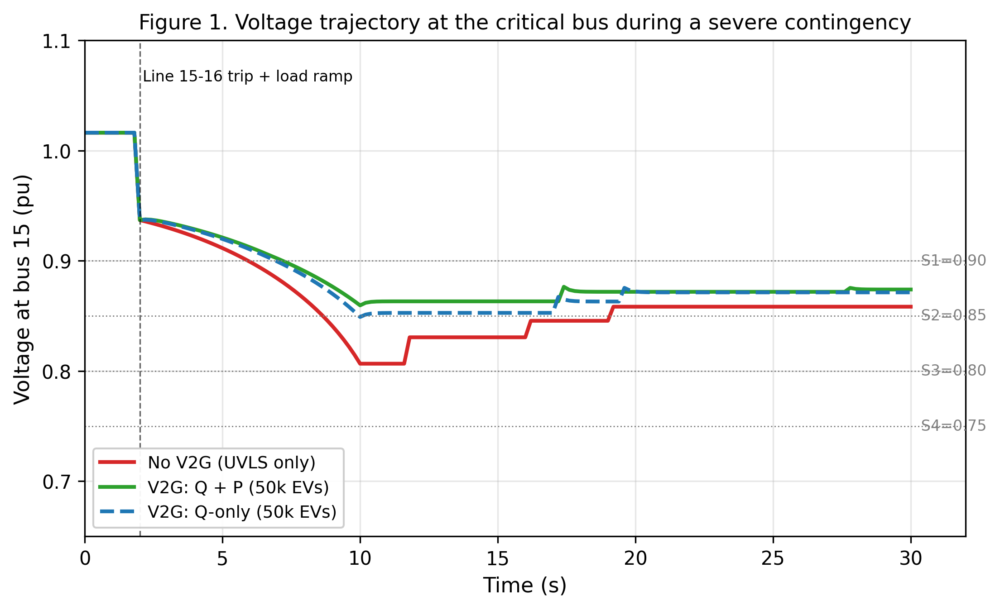 Figure 1. Voltage trajectory at the critical bus during a severe contingency
1.1
1.0
0.9
0.8
0.7
Voltage at bus 15 (pu)
Line 15-16 trip + load ramp
S1=0.90
S2=0.85
S3=0.80
S4=0.75
No V2G (UVLS only)
V2G: Q + P (50k EVs)
V2G: Q-only (50k EVs)
0 5 10 15 20 25 30
Time (s)